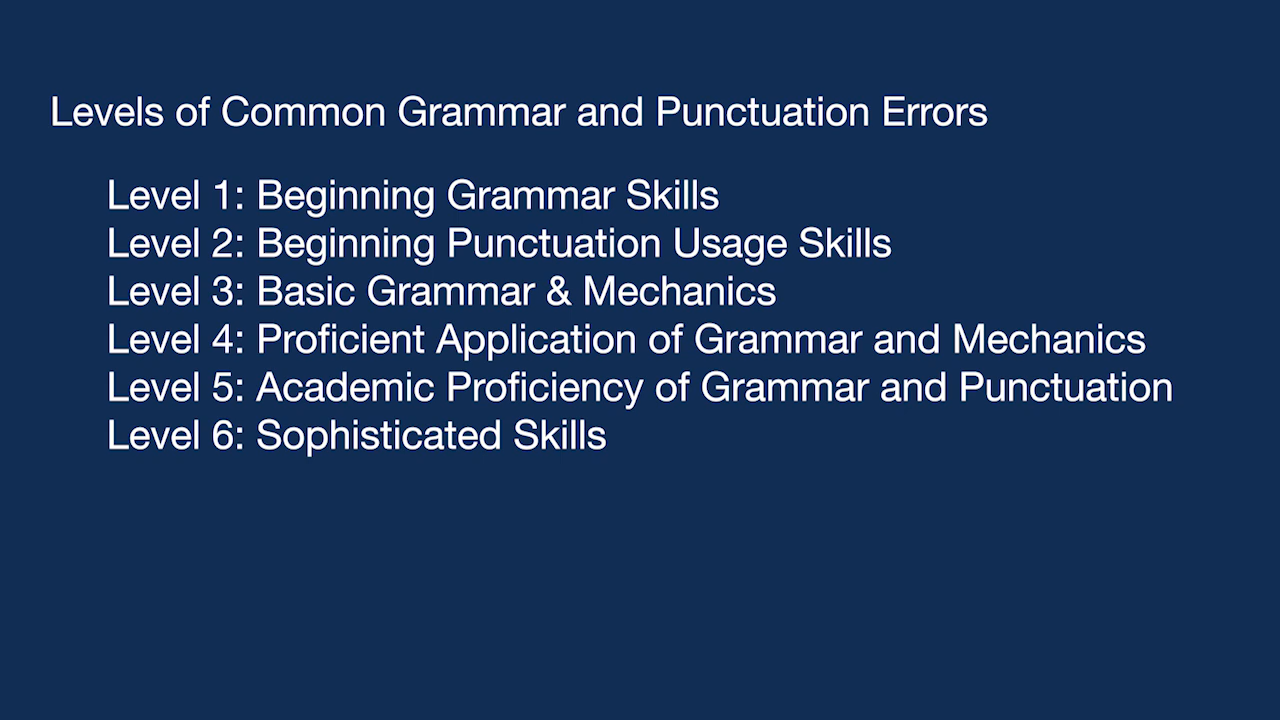 Levels of Common Grammar and Punctuation Errors
Level 1: Beginning Grammar Skills
Level 2: Beginning Punctuation Usage Skills
Level 3: Basic Grammar & Mechanics
Level 4: Proficient Application of Grammar and Mechanics
Level 5: Academic Proficiency of Grammar and Punctuation
Level 6: Sophisticated Skills